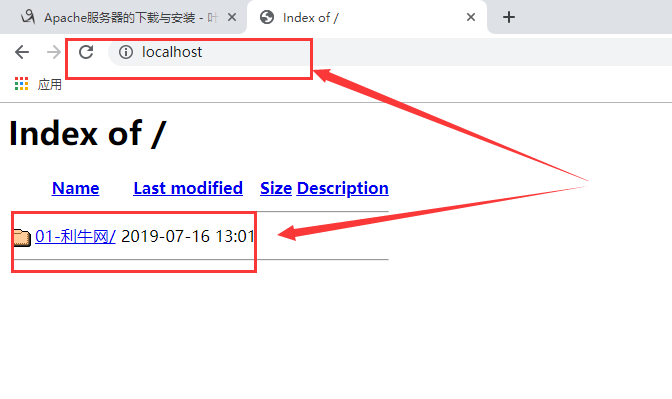 Apache服务器的下载与安装 - 叶
Index of /
localhost
应用
Index of /
Name Last modified Size Description
01-利牛网/ 2019-07-16 13:01